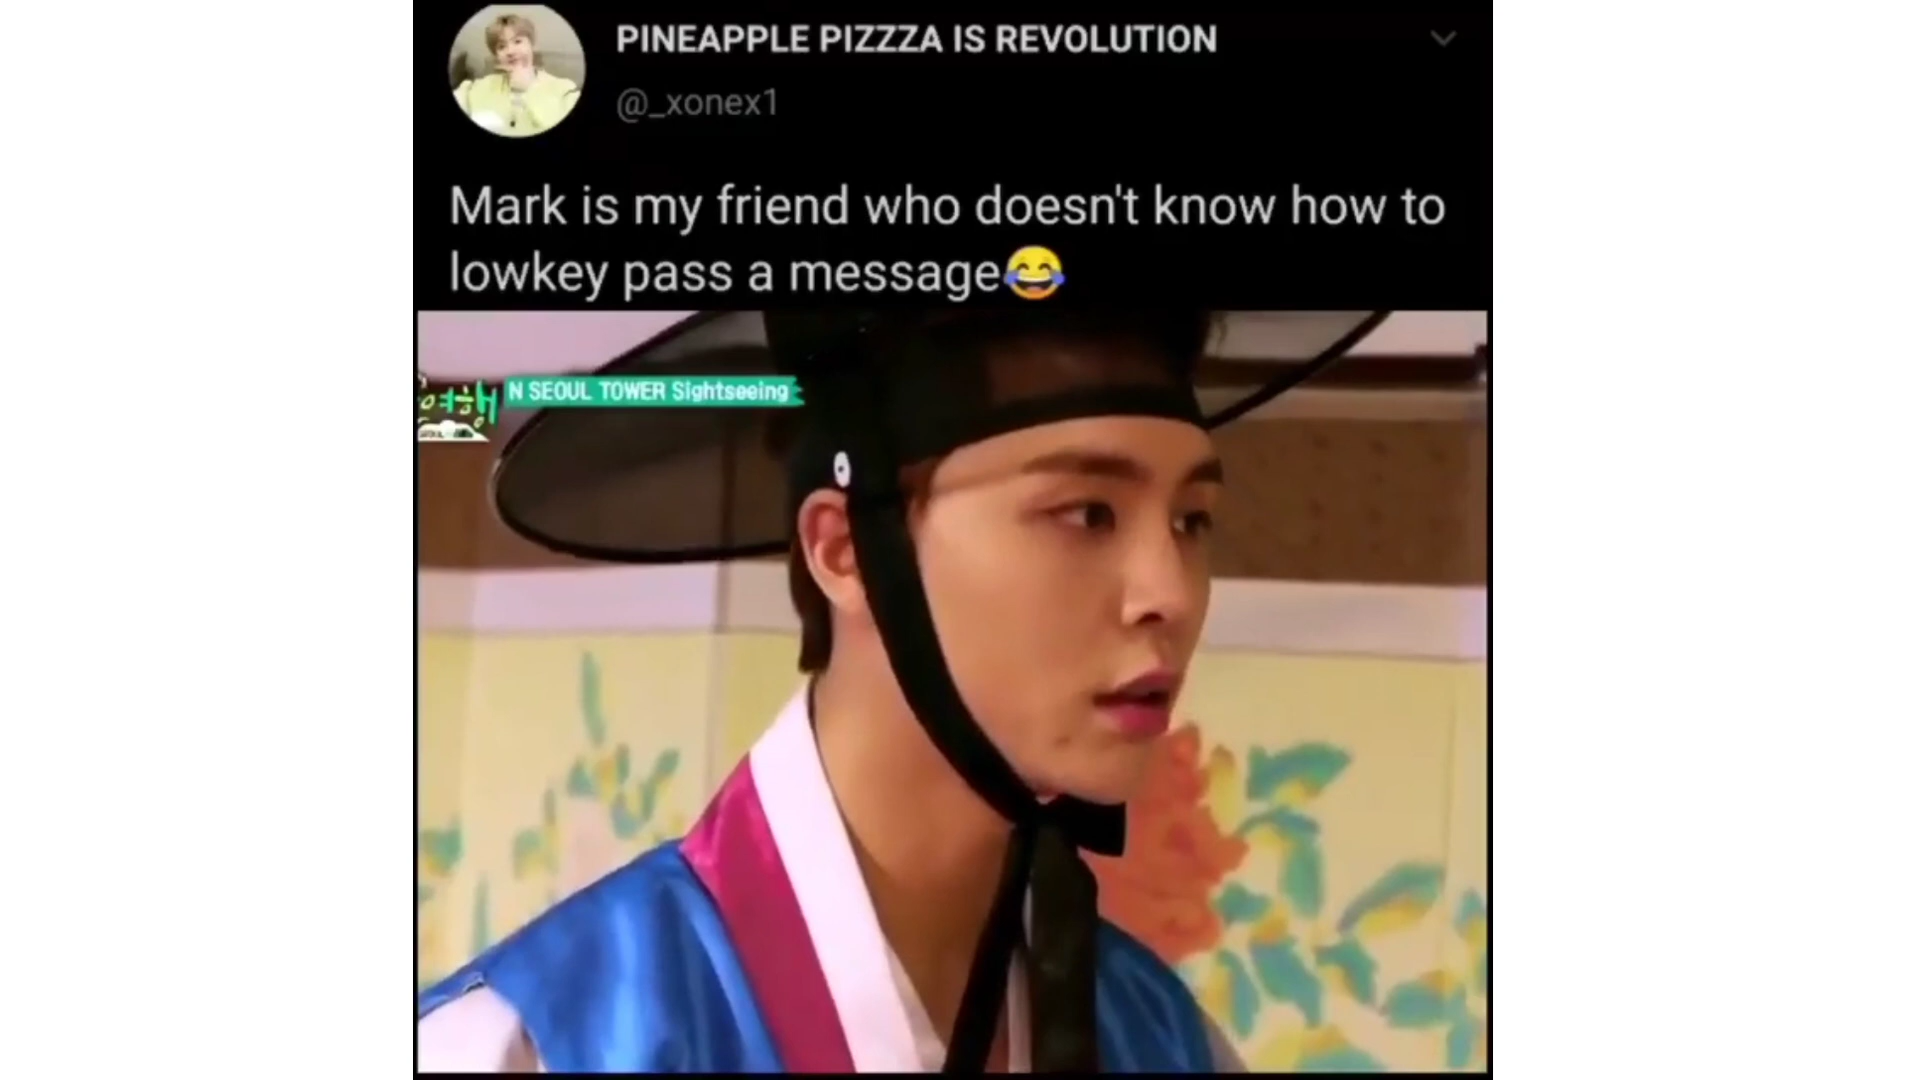 PINEAPPLE PIZZZA IS REVOLUTION
@_xonex1
Mark is my friend who doesn't know how to
lowkey pass a message😂
N SEOUL TOWER Sightseeing